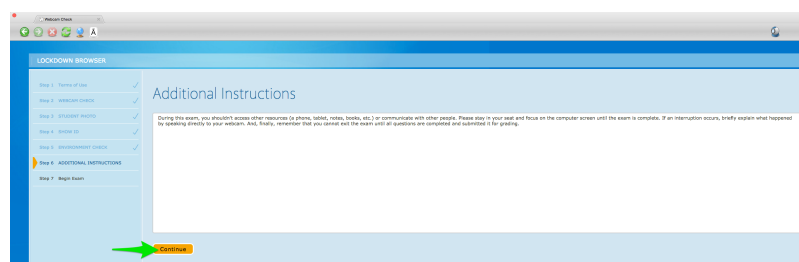 Webcam Check
A
LOCKDOWN BROWSER
Step 1 Terms of Use
Step 2 WEBCAM CHECK
Step 3 STUDENT PHOTO
Step 4 SHOW ID
Step 5 ENVIRONMENT CHECK
Step 6 ADDITIONAL INSTRUCTIONS
Step 7 Begin Exam
Additional Instructions
During this exam, you shouldn't access other resources (a phone, tablet, notes, books, etc.) or communicate with other people. Please stay in your seat and focus on the computer screen until the exam is complete. If an interruption occurs, briefly explain what happened
by speaking directly to your webcam. And, finally, remember that you cannot exit the exam until all questions are completed and submitted it for grading.
Continue